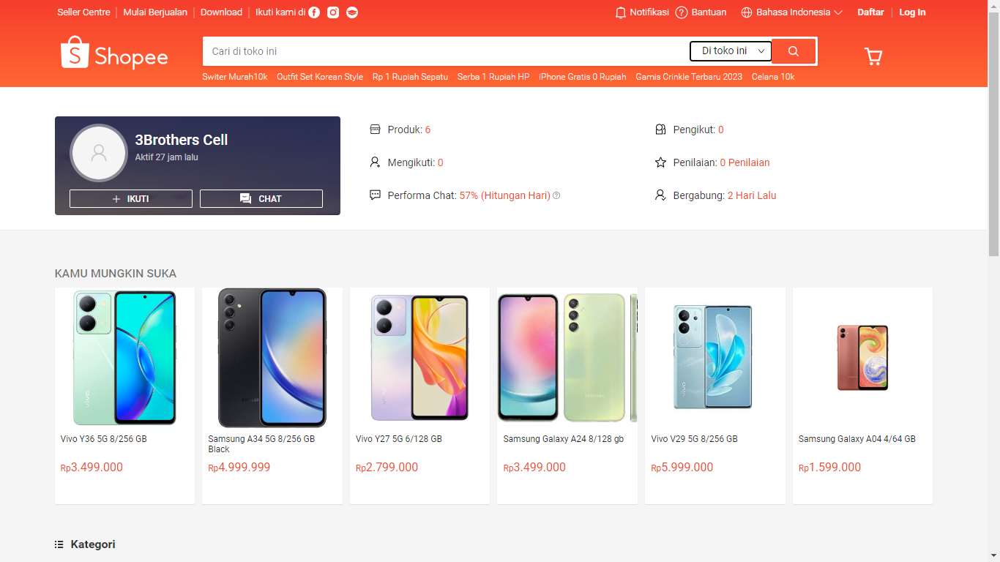 Seller Centre Mulai Berjualan Download Ikuti kami di
Notifikasi Bantuan Bahasa Indonesia Daftar Log In
Shopee
Cari di toko ini Di toko ini
Switer Murah10k Outfit Set Korean Style Rp 1 Rupiah Sepatu Serba 1 Rupiah HP iPhone Gratis 0 Rupiah Gamis Crinkle Terbaru 2023 Celana 10k
3Brothers Cell
Aktif 27 jam lalu
+ IKUTI CHAT
Produk: 6
Pengikut: 0
Mengikuti: 0
Penilaian: 0 Penilaian
Performa Chat: 57% (Hitungan Hari)
Bergabung: 2 Hari Lalu
KAMU MUNGKIN SUKA
vivo
SAMSUNG
vivo
SAMSUNG
vivo
Vivo Y36 5G 8/256 GB
Rp3.499.000
Samsung A34 5G 8/256 GB
Black
Rp4.999.999
Vivo Y27 5G 6/128 GB
Rp2.799.000
Samsung Galaxy A24 8/128 gb
Rp3.499.000
Vivo V29 5G 8/256 GB
Rp5.999.000
Samsung Galaxy A04 4/64 GB
Rp1.599.000
Kategori